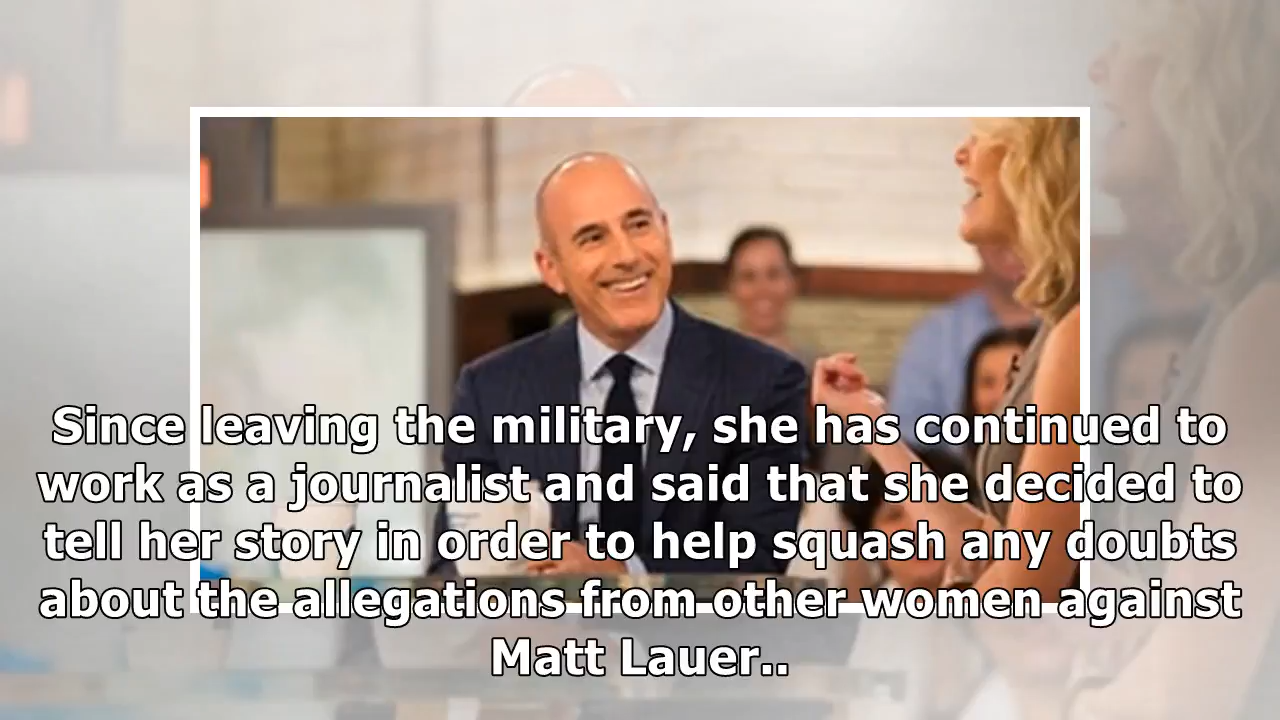 Since leaving the military, she has continued to
work as a journalist and said that she decided to
tell her story in order to help squash any doubts
about the allegations from other women against
Matt Lauer..